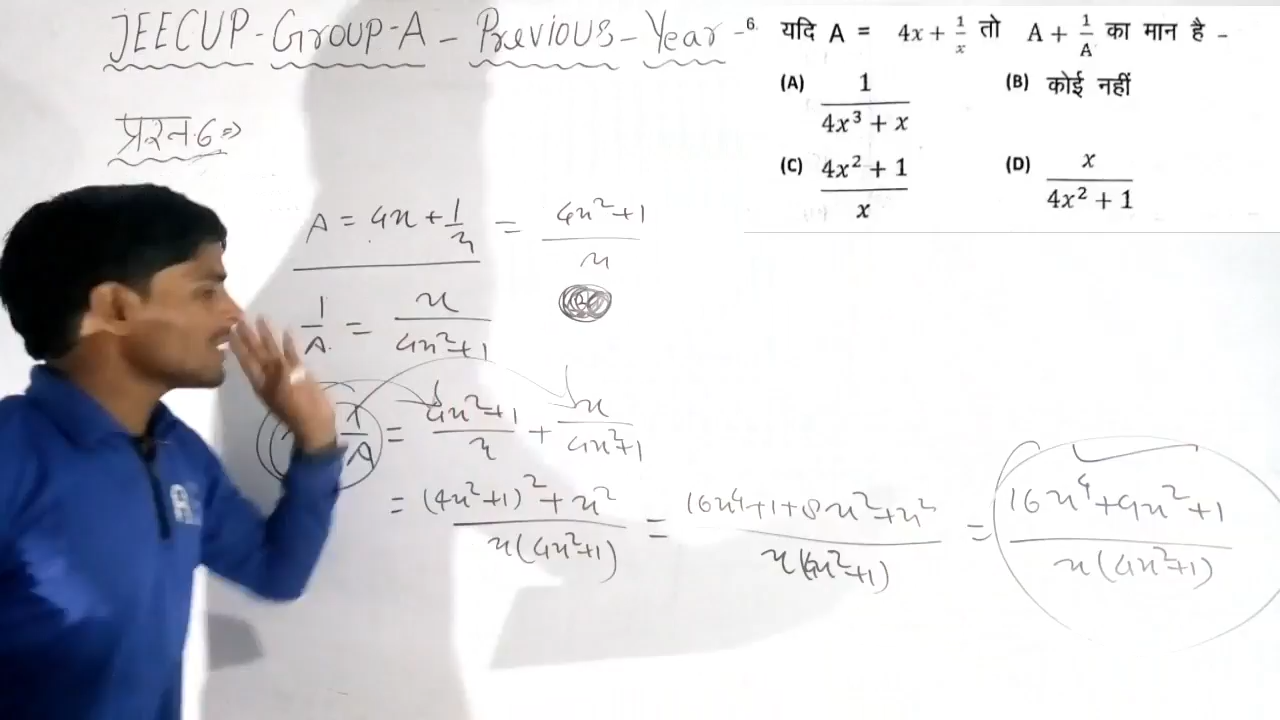 JEECUP-Group-A-Previous-Year-
6. यदि A = 4x + 1/x तो A + 1/A का मान है -
(A) 1/(4x³ + x) (B) कोई नहीं
(C) (4x² + 1)/x (D) x/(4x² + 1)
प्रश्न.6⇒
A = 4x + 1/x = (4x²+1)/x
1/A = x/(4x²+1)
1/A = (4x²+1)/x + x/(4x²+1)
= ((4x²+1)² + x²)/(x(4x²+1)) = (16x⁴+1+8x²+x²)/(x(4x²+1)) = (16x⁴+9x²+1)/(x(4x²+1))